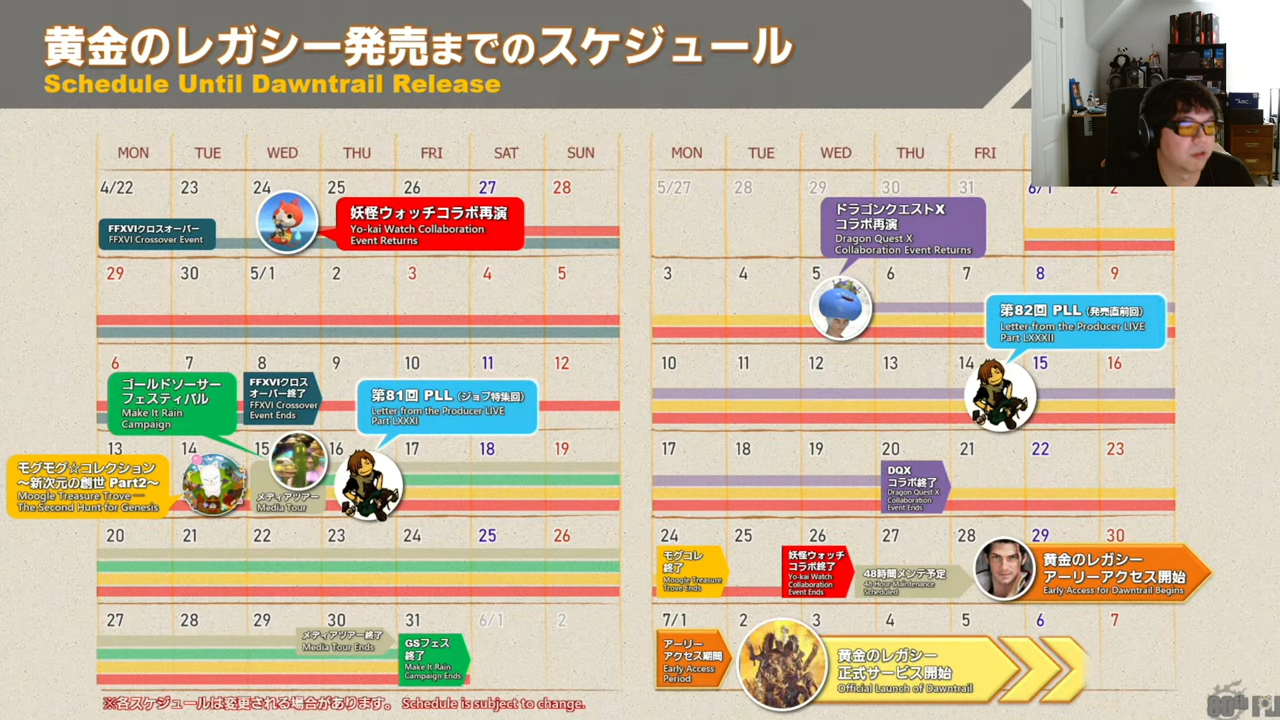 黄金のレガシー発売までのスケジュール
Schedule Until Dawntrail Release
MON TUE WED THU FRI SAT SUN
4/22 23 24 25 26 27 28
FFXVIクロスオーバー
FFXVI Crossover Event
妖怪ウォッチコラボ再演
Yo-kai Watch Collaboration
Event Returns
29 30 5/1 2 3 4 5
6 7 8 9 10 11 12
ゴールドソーサー
フェスティバル
Make It Rain
Campaign
FFXVIクロス
オーバー終了
FFXVI Crossover
Event Ends
第81回 PLL (ジョブ特集回)
Letter from the Producer LIVE
Part LXXXI
13 14 15 16 17 18 19
モグモグ☆コレクション
～新次元の創世 Part2～
Moogle Treasure Trove
The Second Hunt for Genesis
メディアツアー
Media Tour
20 21 22 23 24 25 26
27 28 29 30 31 6/1 2
メディアツアー終了
Media Tour Ends
GSフェス
終了
Make It Rain
Campaign Ends
※各スケジュールは変更される場合があります。 Schedule is subject to change.
MON TUE WED THU FRI
5/27 28 29 30 31 6/1 2
ドラゴンクエストX
コラボ再演
Dragon Quest X
Collaboration Event Returns
3 4 5 6 7 8 9
第82回 PLL (発売直前回)
Letter from the Producer LIVE
Part LXXXII
10 11 12 13 14 15 16
17 18 19 20 21 22 23
DQX
コラボ終了
Dragon Quest X
Collaboration
Event Ends
24 25 26 27 28 29 30
モグコレ
終了
Moogle Treasure
Trove Ends
妖怪ウォッチ
コラボ終了
Yo-kai Watch
Collaboration
Event Ends
48時間メンテ予定
48 Hour Maintenance
Scheduled
黄金のレガシー
アーリーアクセス開始
Early Access for Dawntrail Begins
7/1 2 3 4 5 6 7
アーリー
アクセス期間
Early Access
Period
黄金のレガシー
正式サービス開始
Official Launch of Dawntrail